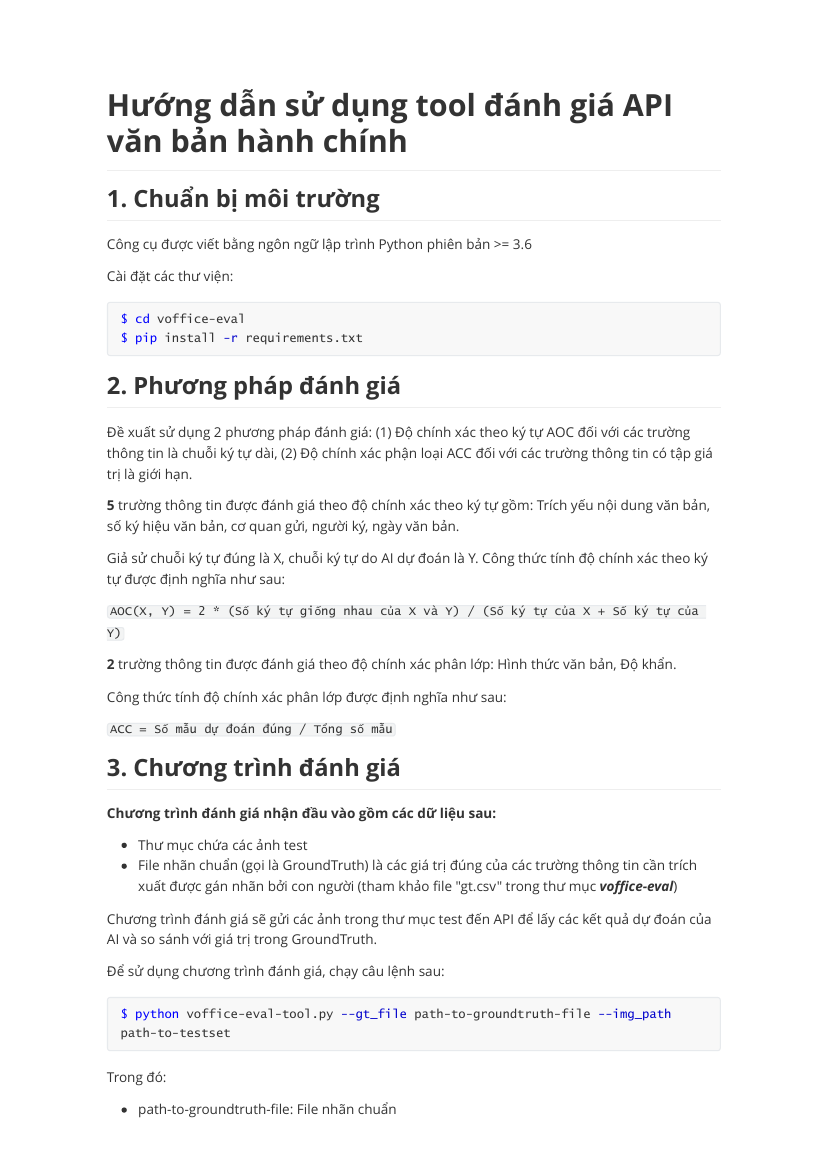 Hướng dẫn sử dụng tool đánh giá API
văn bản hành chính
1. Chuẩn bị môi trường
Công cụ được viết bằng ngôn ngữ lập trình Python phiên bản >= 3.6
Cài đặt các thư viện:
$ cd voffice-eval
$ pip install -r requirements.txt
2. Phương pháp đánh giá
Đề xuất sử dụng 2 phương pháp đánh giá: (1) Độ chính xác theo ký tự AOC đối với các trường
thông tin là chuỗi ký tự dài, (2) Độ chính xác phận loại ACC đối với các trường thông tin có tập giá
trị là giới hạn.
5 trường thông tin được đánh giá theo độ chính xác theo ký tự gồm: Trích yếu nội dung văn bản,
số ký hiệu văn bản, cơ quan gửi, người ký, ngày văn bản.
Giả sử chuỗi ký tự đúng là X, chuỗi ký tự do AI dự đoán là Y. Công thức tính độ chính xác theo ký
tự được định nghĩa như sau:
AOC(X, Y) = 2 * (Số ký tự giống nhau của X và Y) / (Số ký tự của X + Số ký tự của
Y)
2 trường thông tin được đánh giá theo độ chính xác phân lớp: Hình thức văn bản, Độ khẩn.
Công thức tính độ chính xác phân lớp được định nghĩa như sau:
ACC = Số mẫu dự đoán đúng / Tổng số mẫu
3. Chương trình đánh giá
Chương trình đánh giá nhận đầu vào gồm các dữ liệu sau:
• Thư mục chứa các ảnh test
• File nhãn chuẩn (gọi là GroundTruth) là các giá trị đúng của các trường thông tin cần trích
xuất được gán nhãn bởi con người (tham khảo file "gt.csv" trong thư mục voffice-eval)
Chương trình đánh giá sẽ gửi các ảnh trong thư mục test đến API để lấy các kết quả dự đoán của
AI và so sánh với giá trị trong GroundTruth.
Để sử dụng chương trình đánh giá, chạy câu lệnh sau:
$ python voffice-eval-tool.py --gt_file path-to-groundtruth-file --img_path
path-to-testset
Trong đó:
• path-to-groundtruth-file: File nhãn chuẩn